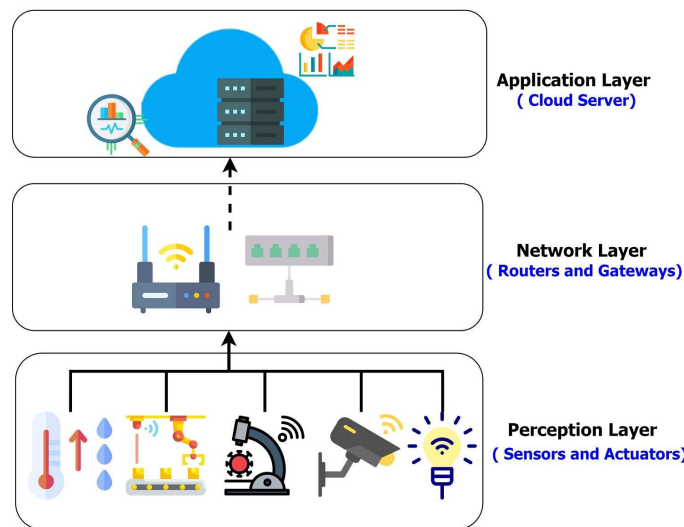 Application Layer
( Cloud Server)
Network Layer
( Routers and Gateways)
Perception Layer
( Sensors and Actuators)